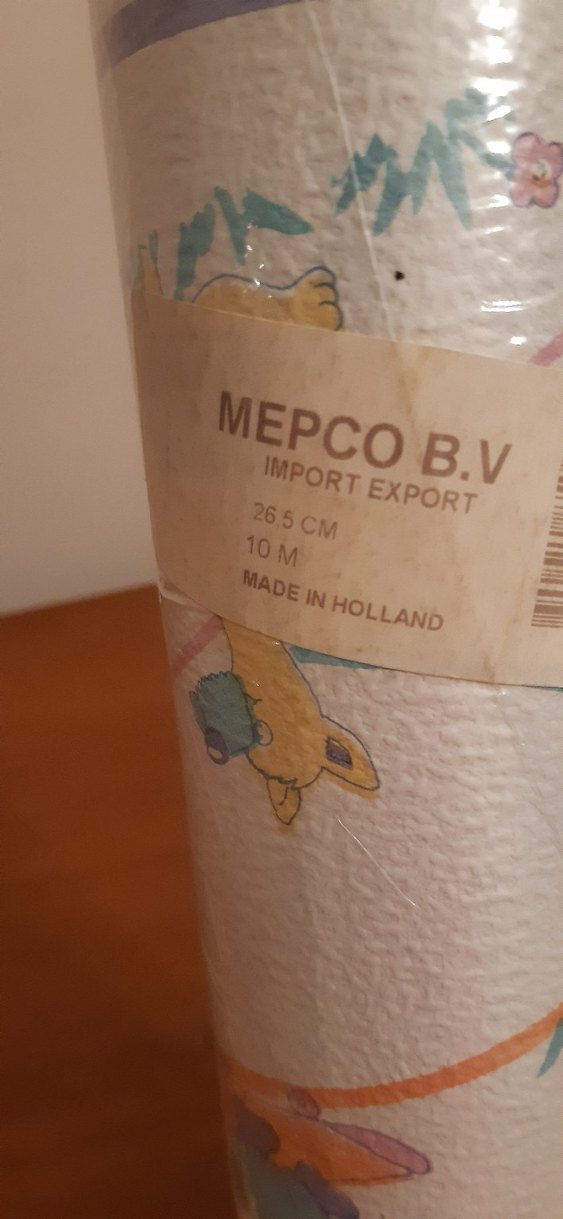 MEPCO B.V
IMPORT EXPORT
26,5 CM
10 M
MADE IN HOLLAND